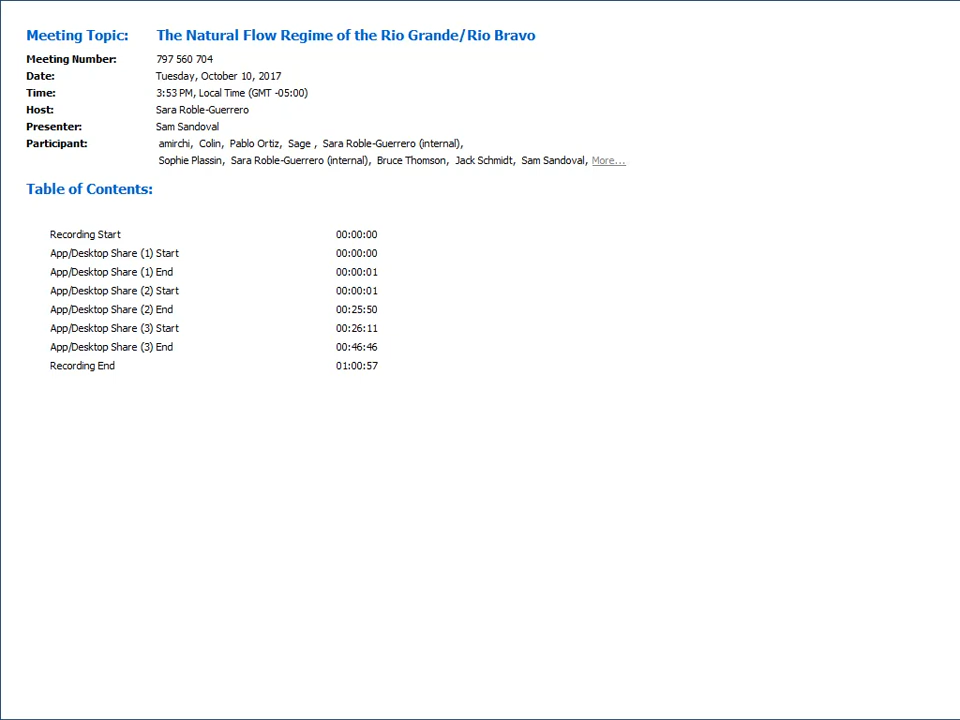 Meeting Topic: The Natural Flow Regime of the Rio Grande/Rio Bravo
Meeting Number: 797 560 704
Date: Tuesday, October 10, 2017
Time: 3:53 PM, Local Time (GMT -05:00)
Host: Sara Roble-Guerrero
Presenter: Sam Sandoval
Participant: amirchi, Colin, Pablo Ortiz, Sage , Sara Roble-Guerrero (internal),
Sophie Plassin, Sara Roble-Guerrero (internal), Bruce Thomson, Jack Schmidt, Sam Sandoval, More...
Table of Contents:
Recording Start 00:00:00
App/Desktop Share (1) Start 00:00:00
App/Desktop Share (1) End 00:00:01
App/Desktop Share (2) Start 00:00:01
App/Desktop Share (2) End 00:25:50
App/Desktop Share (3) Start 00:26:11
App/Desktop Share (3) End 00:46:46
Recording End 01:00:57